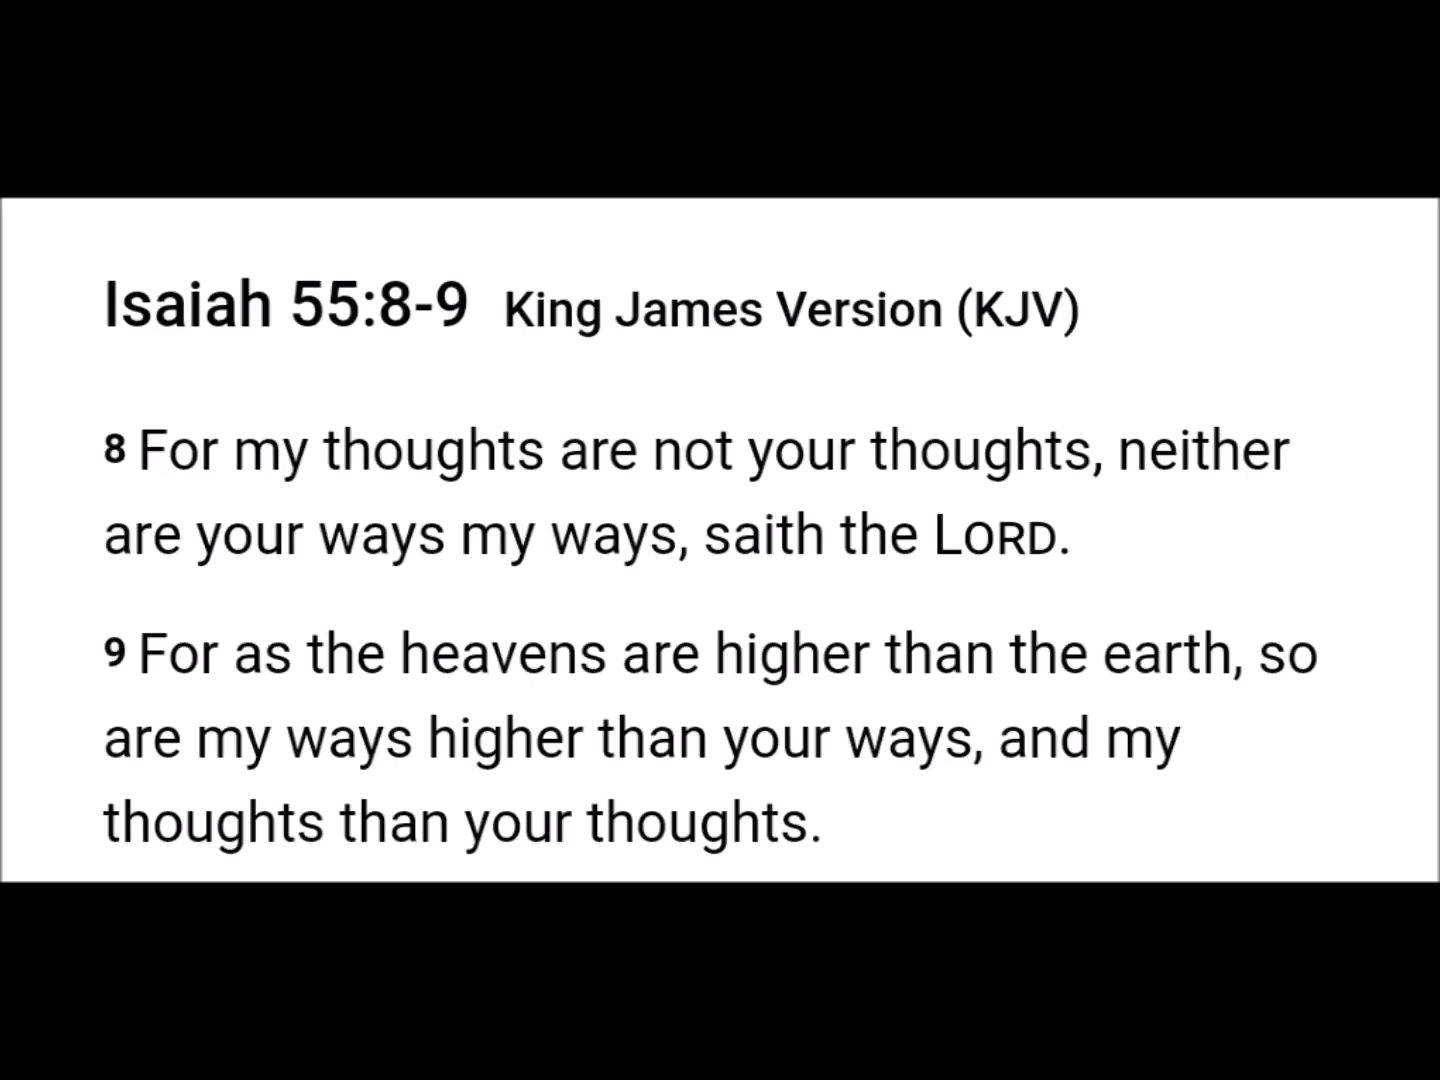 Isaiah 55:8-9 King James Version (KJV)
8 For my thoughts are not your thoughts, neither
are your ways my ways, saith the LORD.
9 For as the heavens are higher than the earth, so
are my ways higher than your ways, and my
thoughts than your thoughts.